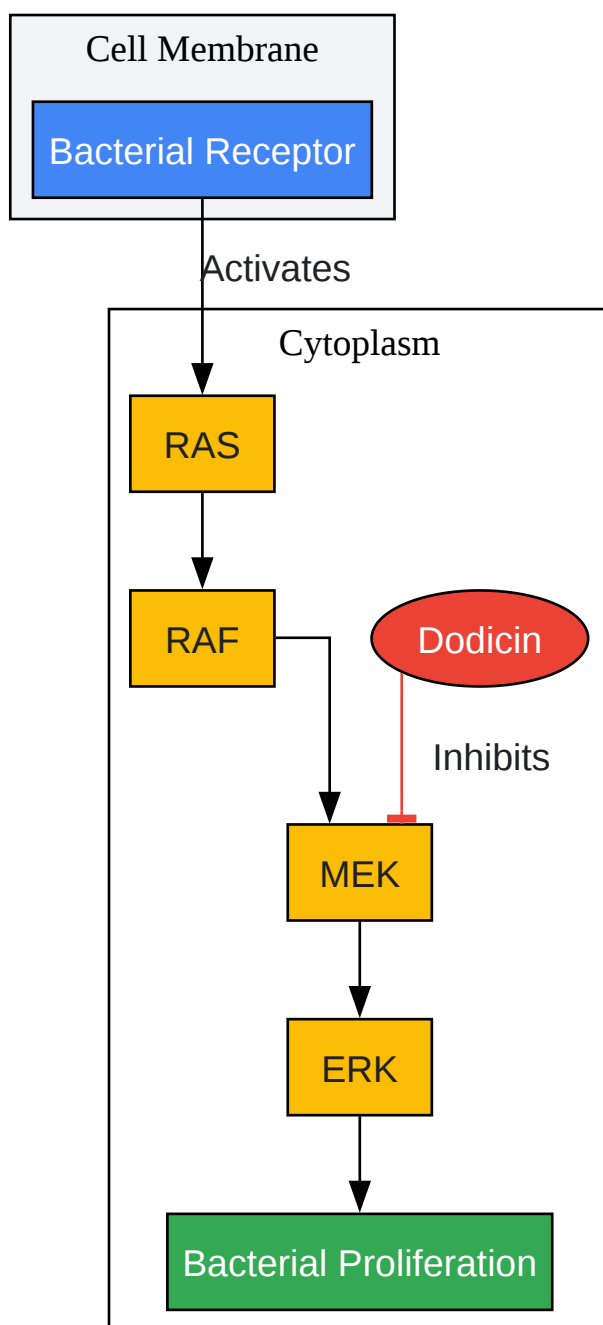 Cell Membrane
Bacterial Receptor
Activates
Cytoplasm
RAS
RAF
Dodicin
Inhibits
MEK
ERK
Bacterial Proliferation